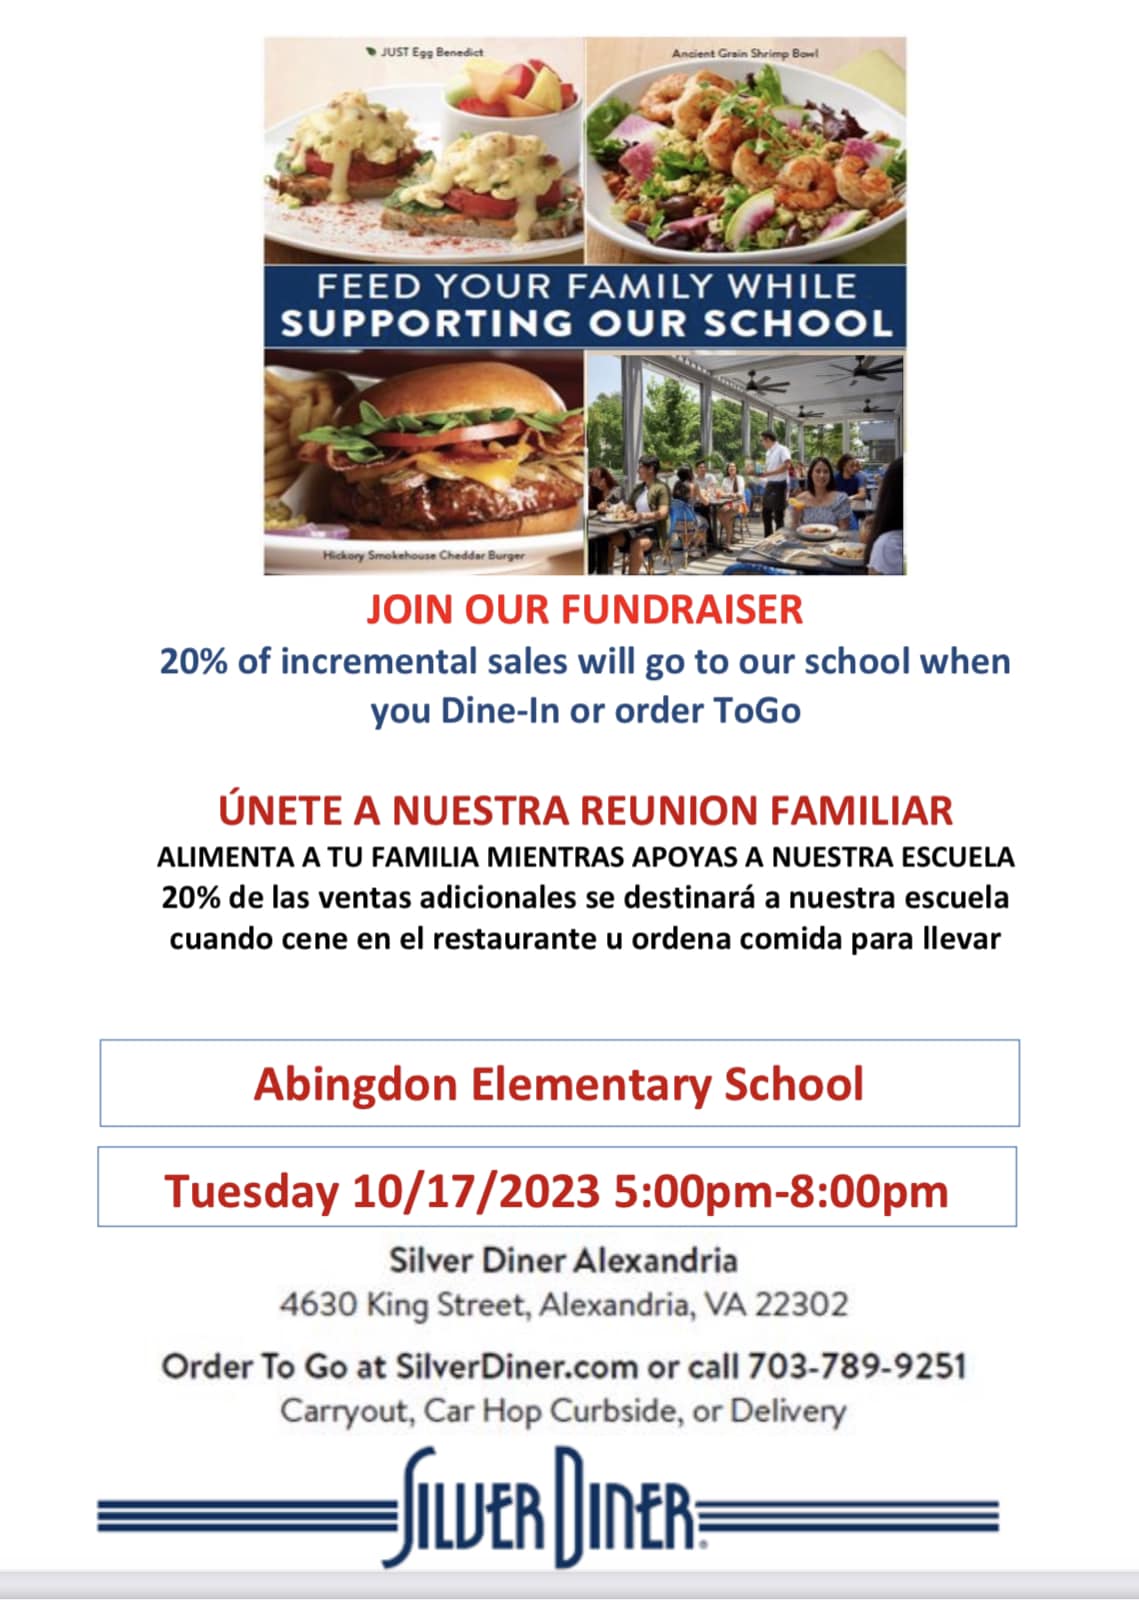 JUST Egg Benedict
Ancient Grain Shrimp Bowl
FEED YOUR FAMILY WHILE
SUPPORTING OUR SCHOOL
Hickory Smokehouse Cheddar Burger
JOIN OUR FUNDRAISER
20% of incremental sales will go to our school when
you Dine-In or order ToGo
ÚNETE A NUESTRA REUNION FAMILIAR
ALIMENTA A TU FAMILIA MIENTRAS APOYAS A NUESTRA ESCUELA
20% de las ventas adicionales se destinará a nuestra escuela
cuando cene en el restaurante u ordena comida para llevar
Abingdon Elementary School
Tuesday 10/17/2023 5:00pm-8:00pm
Silver Diner Alexandria
4630 King Street, Alexandria, VA 22302
Order To Go at SilverDiner.com or call 703-789-9251
Carryout, Car Hop Curbside, or Delivery
SILVER DINER